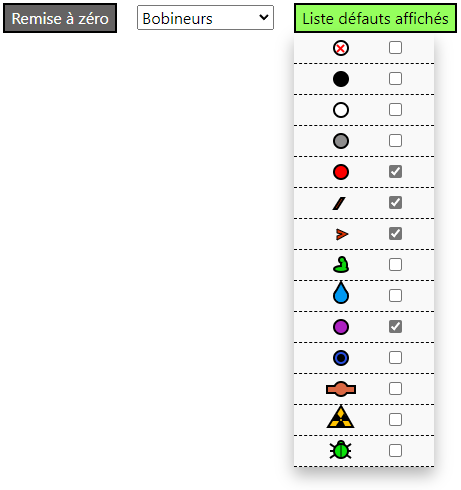 Remise à zéro
Bobineurs
Liste défauts affichés